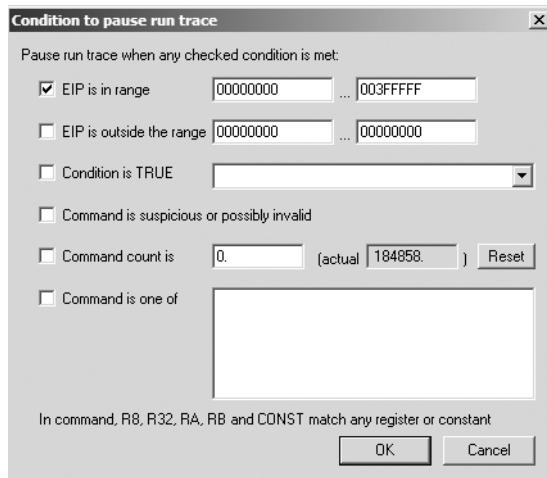 Condition to pause run trace
Pause run trace when any checked condition is met:
EIP is in range 00000000 ... 003FFFFF
EIP is outside the range 00000000 ... 00000000
Condition is TRUE
Command is suspicious or possibly invalid
Command count is 0. (actual 184858. ) Reset
Command is one of
In command, R8, R32, RA, RB and CONST match any register or constant
OK Cancel